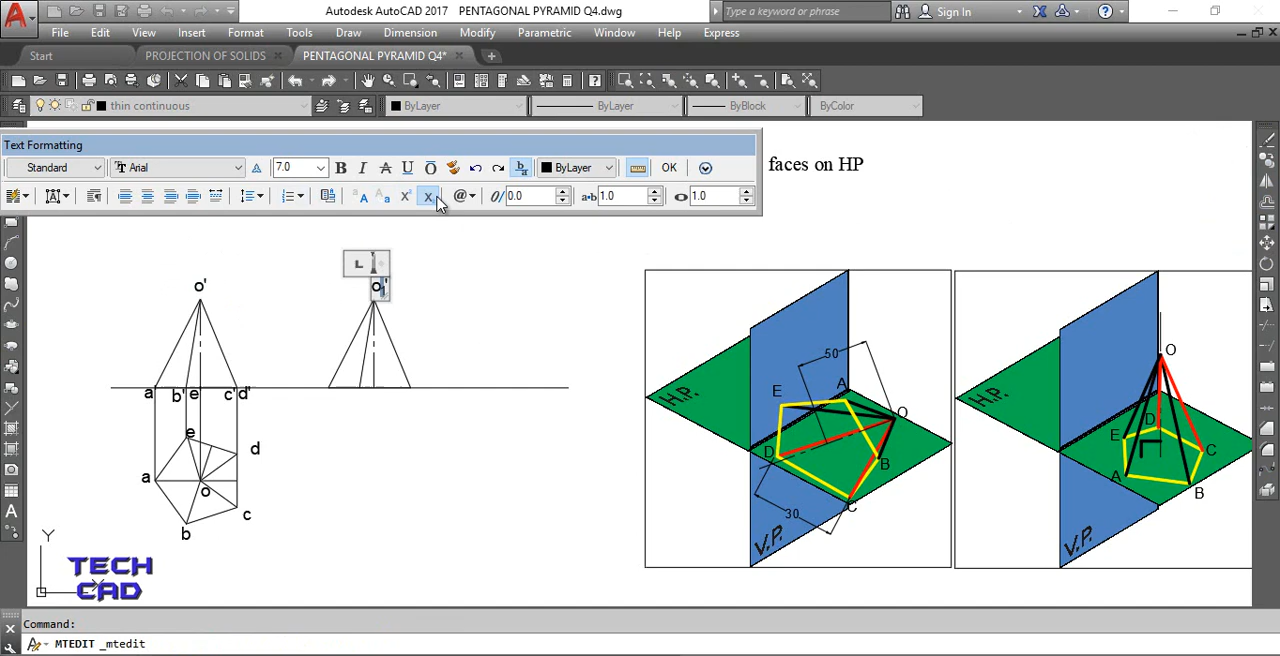 Autodesk AutoCAD 2017 PENTAGONAL PYRAMID Q4.dwg
Type a keyword or phrase
Sign In
File Edit View Insert Format Tools Draw Dimension Modify Parametric Window Help Express
Start PROJECTION OF SOLIDS PENTAGONAL PYRAMID Q4*
thin continuous ByLayer ByLayer ByBlock ByColor
Text Formatting
Standard Arial 7.0 B I A U O ByLayer OK
@ 0/ 0.0 a•b 1.0 1.0
faces on HP
L
o' o1'
a' b' e' c' d'
e
d
a
o
c
b
H.P.
V.P.
50
30
E A O D B C
H.P.
V.P.
O D E C A B
Y
X
TECH
CAD
Command:
MTEDIT _mtedit